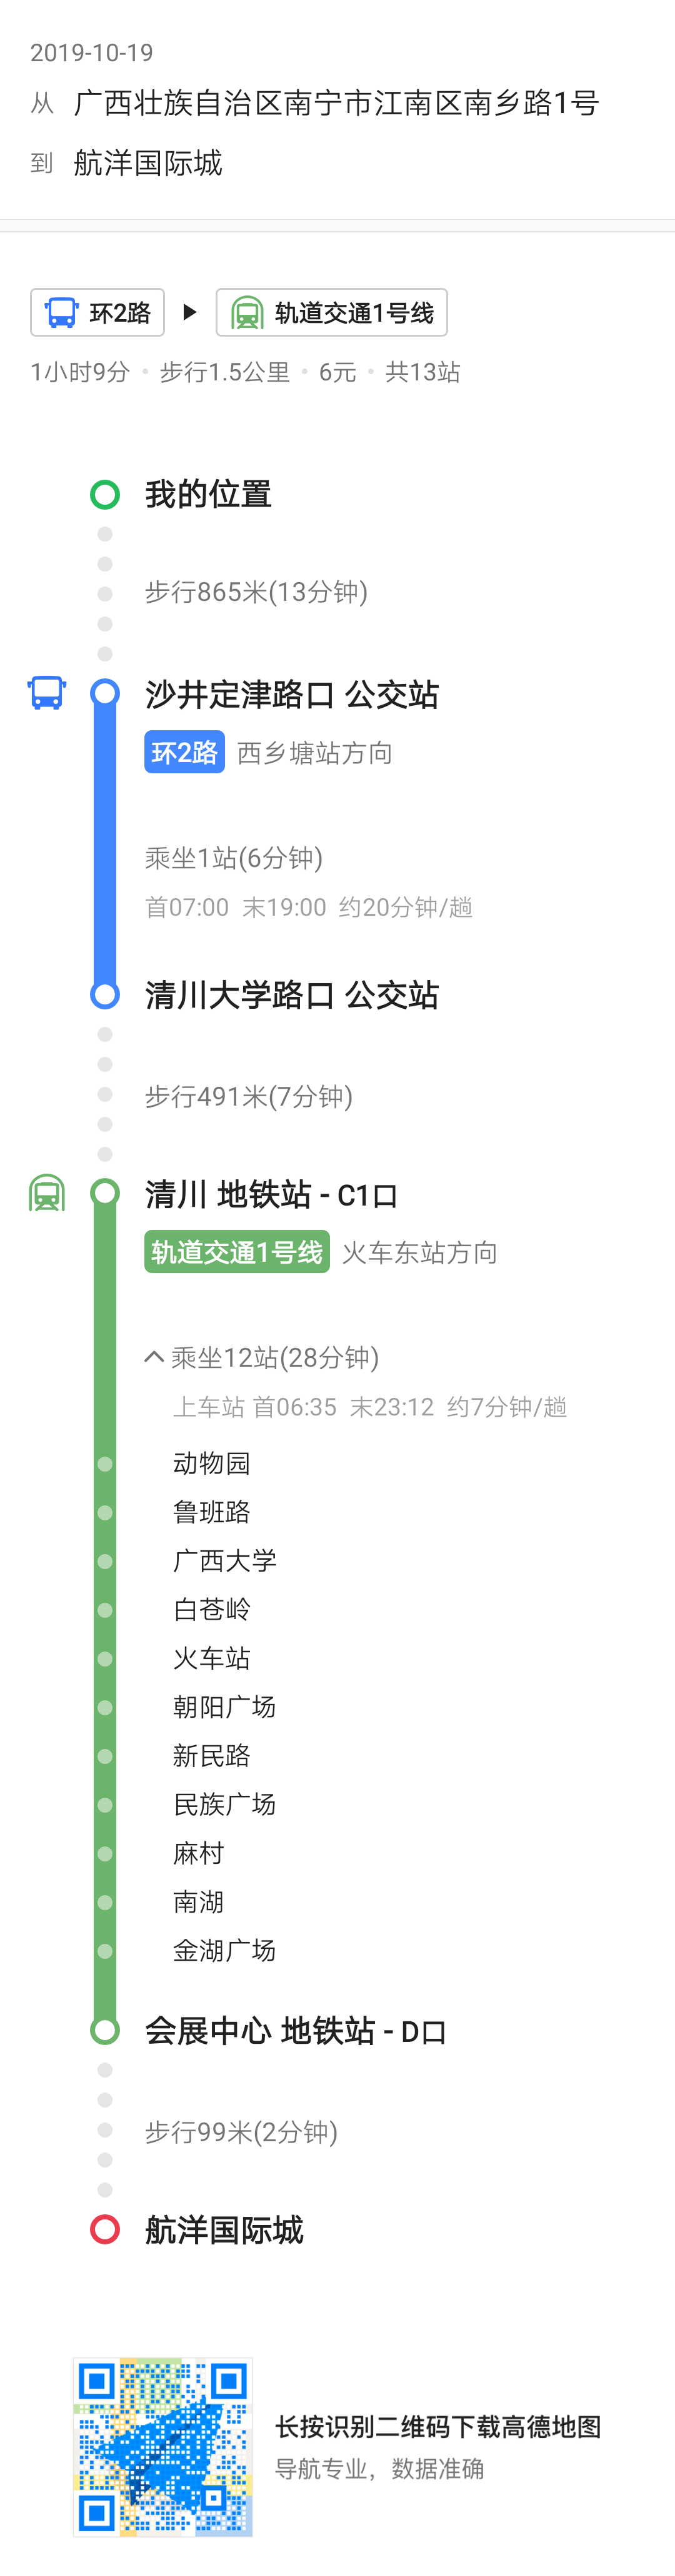 2019-10-19
从 广西壮族自治区南宁市江南区南乡路1号
到 航洋国际城
环2路 ▶ 轨道交通1号线
1小时9分 • 步行1.5公里 • 6元 • 共13站
我的位置
步行865米(13分钟)
沙井定津路口 公交站
环2路 西乡塘站方向
乘坐1站(6分钟)
首07:00 末19:00 约20分钟/趟
清川大学路口 公交站
步行491米(7分钟)
清川 地铁站 - C1口
轨道交通1号线 火车东站方向
乘坐12站(28分钟)
上车站 首06:35 末23:12 约7分钟/趟
动物园
鲁班路
广西大学
白苍岭
火车站
朝阳广场
新民路
民族广场
麻村
南湖
金湖广场
会展中心 地铁站 - D口
步行99米(2分钟)
航洋国际城
长按识别二维码下载高德地图
导航专业，数据准确